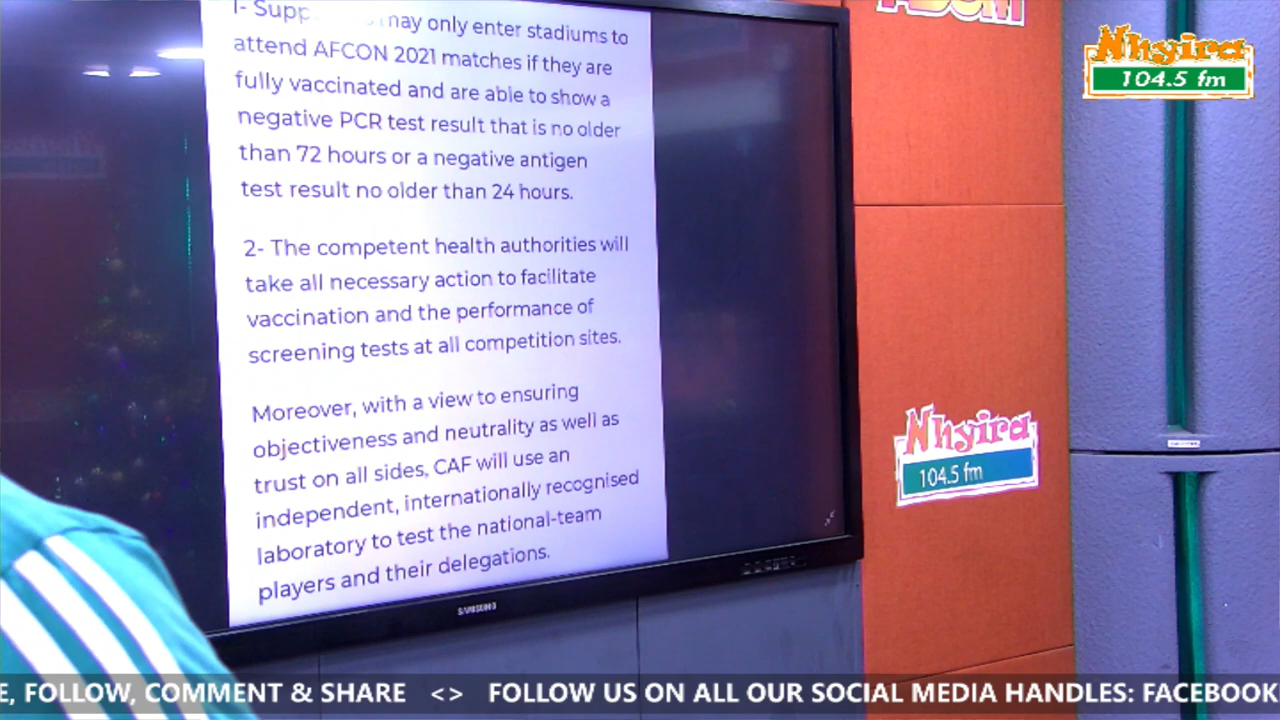 may only enter stadiums to
attend AFCON 2021 matches if they are
fully vaccinated and are able to show a
negative PCR test result that is no older
than 72 hours or a negative antigen
test result no older than 24 hours.
2- The competent health authorities will
take all necessary action to facilitate
vaccination and the performance of
screening tests at all competition sites.
Moreover, with a view to ensuring
objectiveness and neutrality as well as
trust on all sides, CAF will use an
independent, internationally recognised
laboratory to test the national-team
players and their delegations.
SAMSUNG
Nhyira
104.5 fm
Nhyira
104.5 fm
FOLLOW, COMMENT & SHARE <> FOLLOW US ON ALL OUR SOCIAL MEDIA HANDLES: FACEBOOK